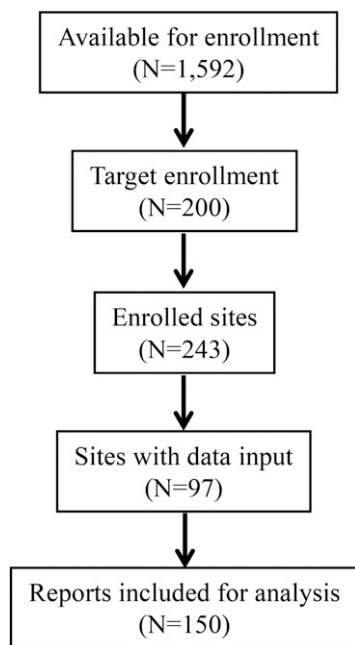 Available for enrollment
(N=1,592)
Target enrollment
(N=200)
Enrolled sites
(N=243)
Sites with data input
(N=97)
Reports included for analysis
(N=150)